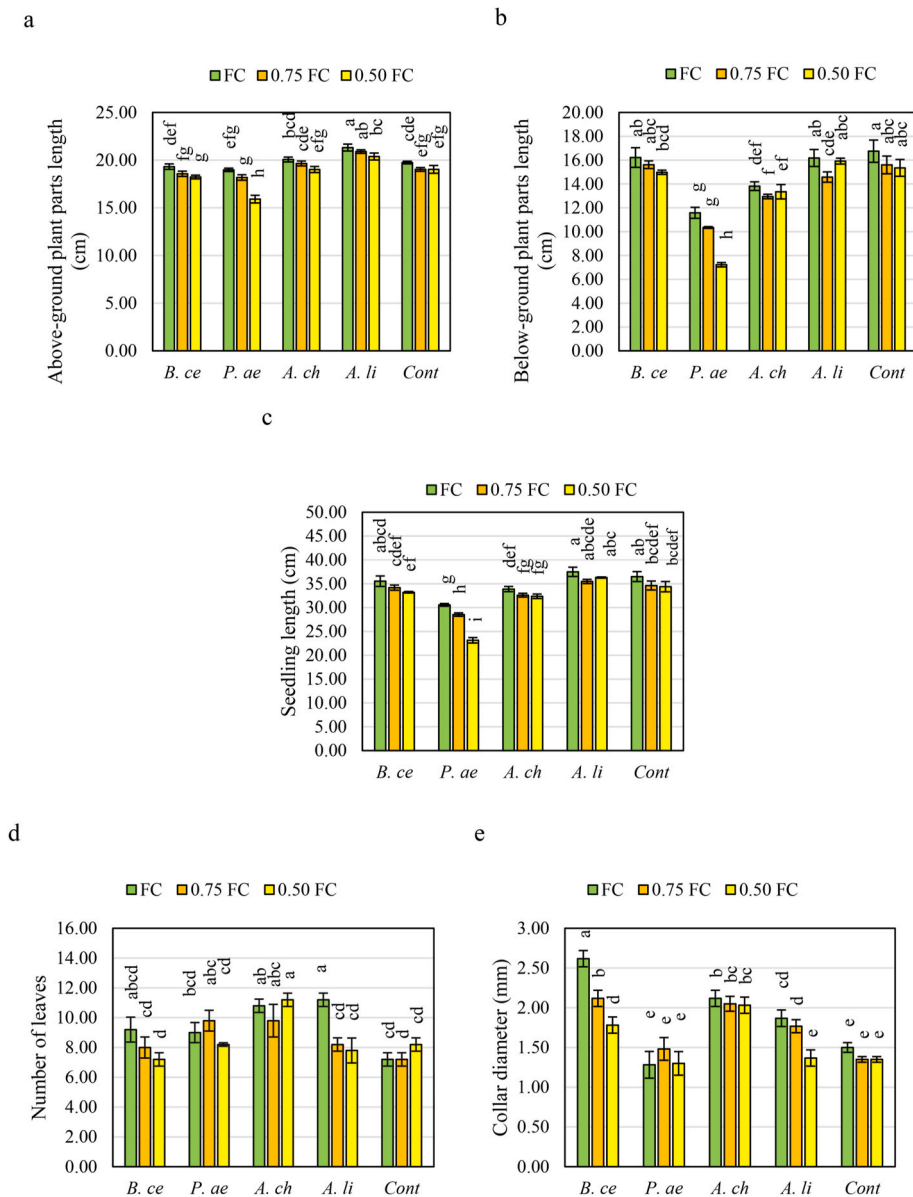 a
FC 0.75 FC 0.50 FC
Above-ground plant parts length
(cm)
25.00
20.00
15.00
10.00
5.00
0.00
def
fg
g
efg
g
h
bcd
cde
efg
a
ab
bc
cde
efg
efg
B. ce P. ae A. ch A. li Cont
b
FC 0.75 FC 0.50 FC
Below-ground plant parts length
(cm)
20.00
18.00
16.00
14.00
12.00
10.00
8.00
6.00
4.00
2.00
0.00
ab
abc
bcd
g
g
h
def
f
ef
ab
cde
abc
a
abc
abc
B. ce P. ae A. ch A. li Cont
c
FC 0.75 FC 0.50 FC
Seedling length (cm)
50.00
45.00
40.00
35.00
30.00
25.00
20.00
15.00
10.00
5.00
0.00
abcd
cdef
ef
g
h
i
def
fg
fg
a
abcde
abc
ab
bcdef
bcdef
B. ce P. ae A. ch A. li Cont
d
FC 0.75 FC 0.50 FC
Number of leaves
16.00
14.00
12.00
10.00
8.00
6.00
4.00
2.00
0.00
abcd
cd
d
bcd
abc
cd
ab
abc
a
a
cd
cd
d
d
cd
B. ce P. ae A. ch A. li Cont
e
FC 0.75 FC 0.50 FC
Collar diameter (mm)
3.00
2.50
2.00
1.50
1.00
0.50
0.00
a
b
d
e
e
e
b
bc
bc
cd
d
e
e
e
e
B. ce P. ae A. ch A. li Cont